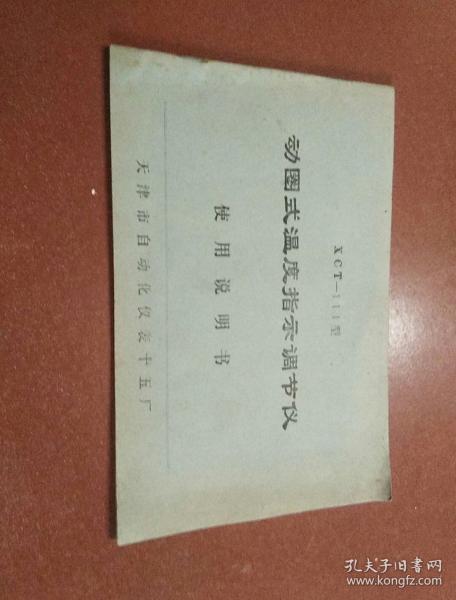 XCT—111型
动圈式温度指示调节仪
使用说明书
天津市自动化仪表十五厂
孔夫子旧书网
www.kongfz.com